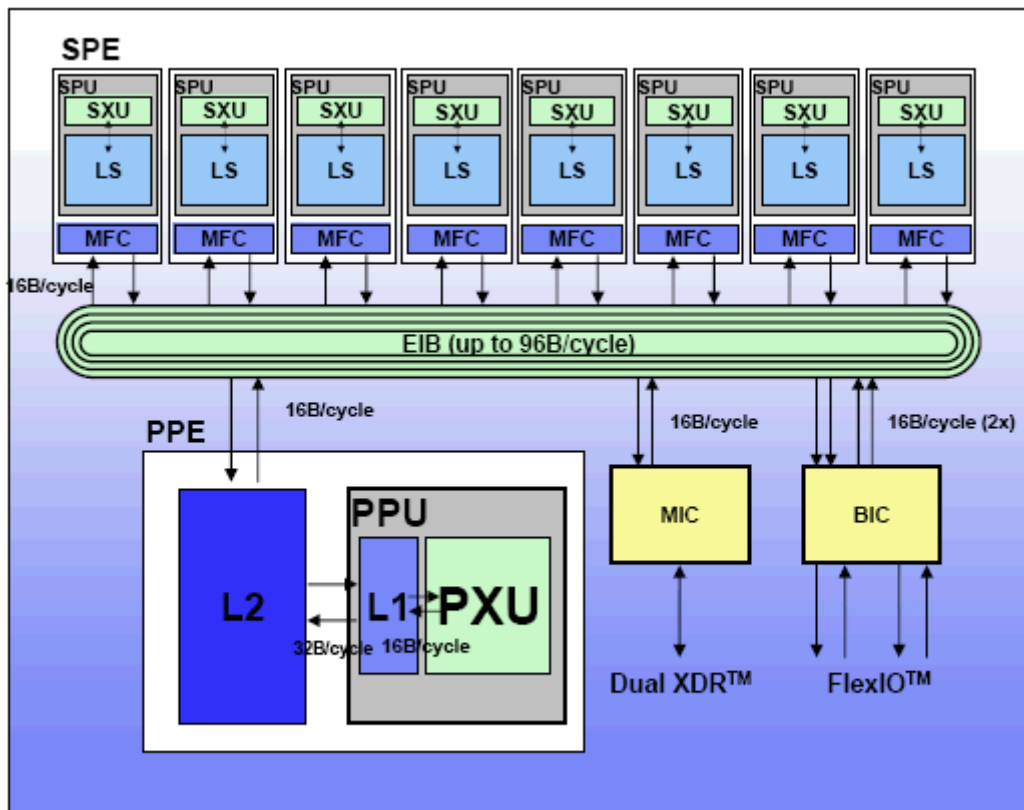 SPE
SPU SPU SPU SPU SPU SPU SPU SPU
SXU SXU SXU SXU SXU SXU SXU SXU
LS LS LS LS LS LS LS LS
MFC MFC MFC MFC MFC MFC MFC MFC
16B/cycle
EIB (up to 96B/cycle)
16B/cycle 16B/cycle 16B/cycle (2x)
PPE
PPU
MIC BIC
L2 L1 PXU
32B/cycle 16B/cycle
Dual XDR™ FlexIO™